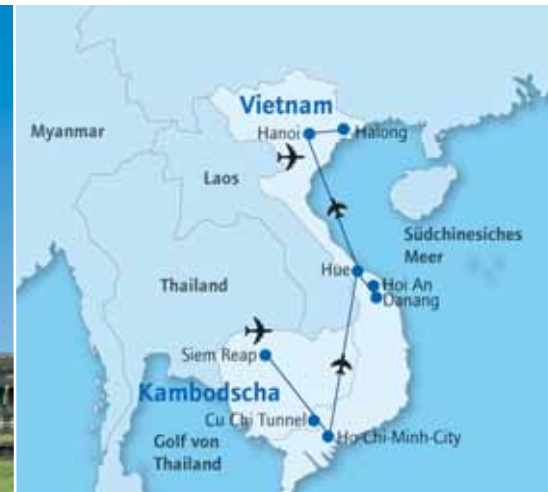 Vietnam
Hanoi
Halong
Myanmar
Laos
Südchinesiches
Meer
Thailand
Hue
Hoi An
Danang
Siem Reap
Kambodscha
Cu Chi Tunnel
Ho-Chi-Minh-City
Golf von
Thailand